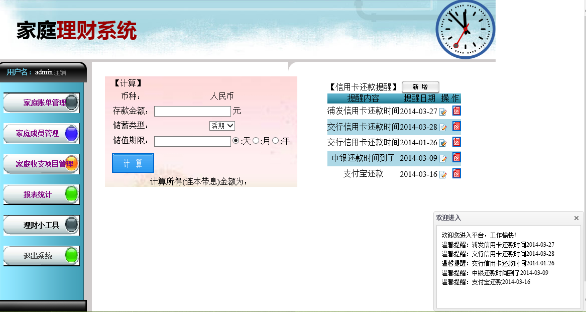 家庭理财系统
用户名：admin 注销
家庭账单管理
家庭成员管理
家庭收支项目管理
报表统计
理财小工具
退出系统
【计算】
币种： 人民币
存款金额： 元
储蓄类型： 活期
储值期限： 天 月 年
计 算
计算所得(连本带息)金额为，
【信用卡还款提醒】 新 增
提醒内容 提醒日期 操 作
浦发信用卡还款时间 2014-03-27
交行信用卡还款时间 2014-03-28
交行信用卡还款时间 2014-01-26
中银还款时间到了 2014-03-09
支付宝还款 2014-03-16
欢迎进入
欢迎您进入平台，工作愉快！
温馨提醒：浦发信用卡还款时间2014-03-27
温馨提醒：交行信用卡还款时间2014-03-28
温馨提醒：交行信用卡还款时间2014-01-26
温馨提醒：中银还款时间到了2014-03-09
温馨提醒：支付宝还款2014-03-16